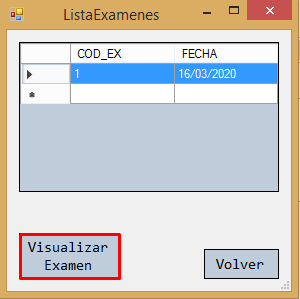 ListaExamenes
COD_EX FECHA
1 16/03/2020
Visualizar
Examen
Volver